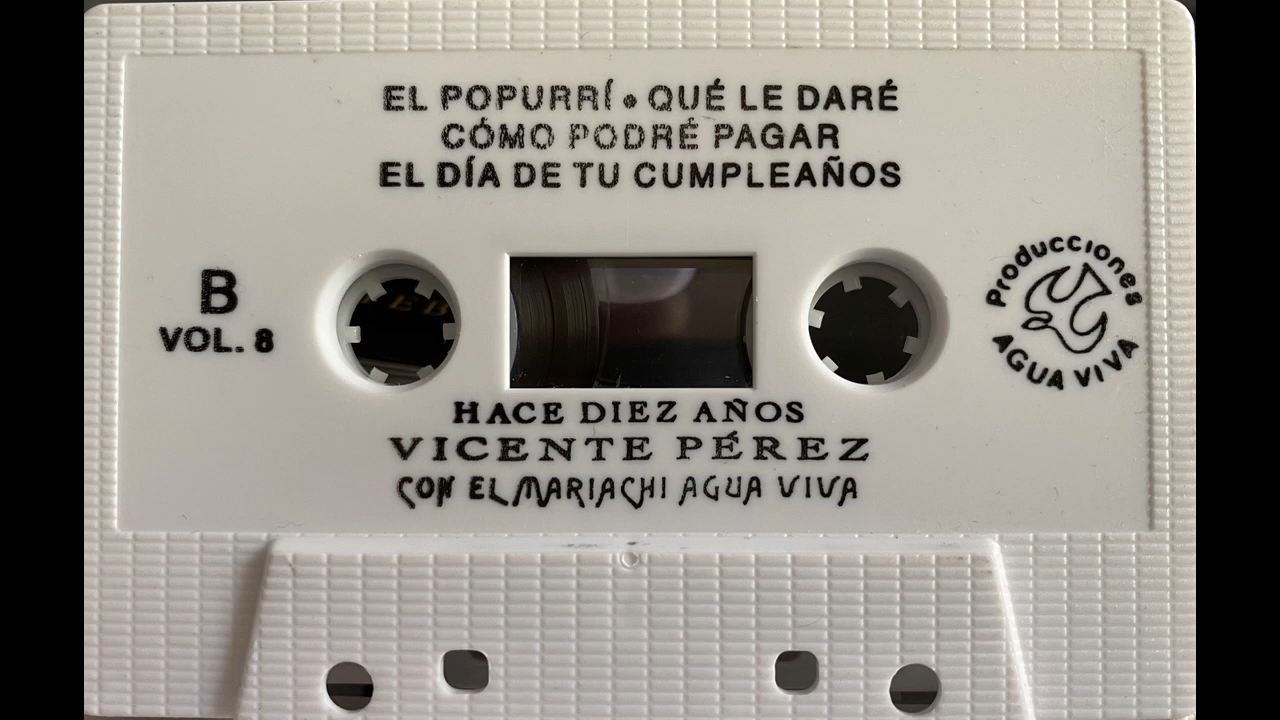 EL POPURRÍ • QUÉ LE DARÉ
CÓMO PODRÉ PAGAR
EL DÍA DE TU CUMPLEAÑOS
B
VOL. 8
Producciones
AGUA VIVA
HACE DIEZ AÑOS
VICENTE PÉREZ
CON EL MARIACHI AGUA VIVA